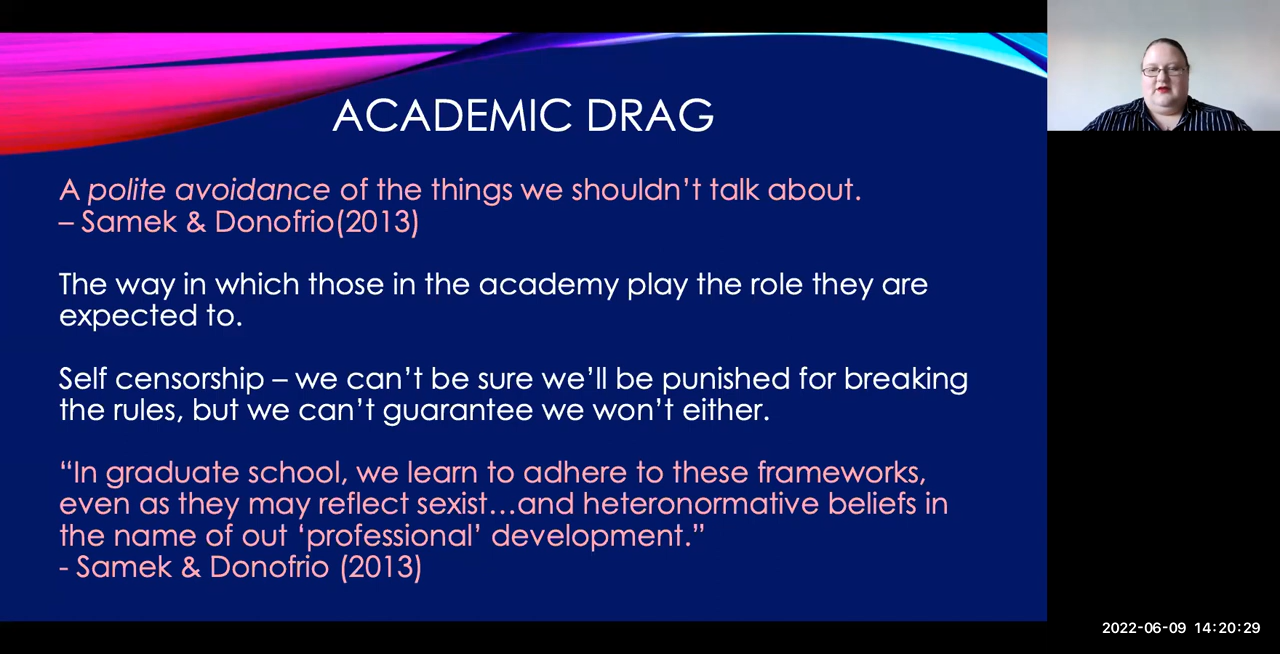 ACADEMIC DRAG
A polite avoidance of the things we shouldn’t talk about.
– Samek & Donofrio(2013)
The way in which those in the academy play the role they are
expected to.
Self censorship – we can’t be sure we’ll be punished for breaking
the rules, but we can’t guarantee we won’t either.
“In graduate school, we learn to adhere to these frameworks,
even as they may reflect sexist…and heteronormative beliefs in
the name of out ‘professional’ development.”
- Samek & Donofrio (2013)
2022-06-09 14:20:29